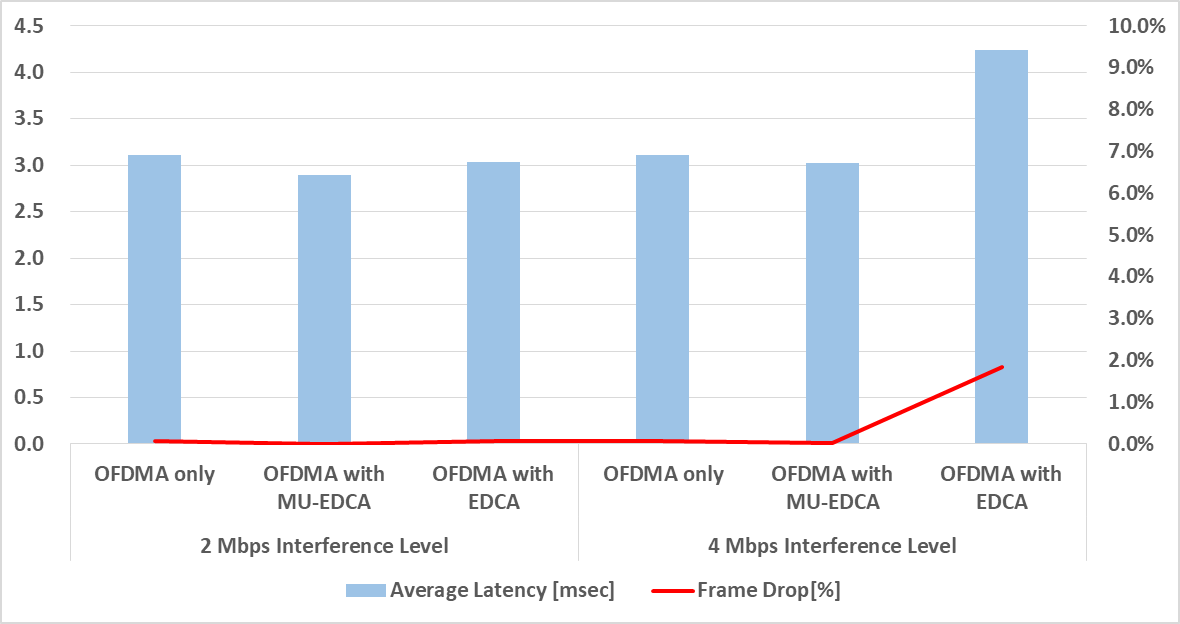 4.5
4.0
3.5
3.0
2.5
2.0
1.5
1.0
0.5
0.0
10.0%
9.0%
8.0%
7.0%
6.0%
5.0%
4.0%
3.0%
2.0%
1.0%
0.0%
OFDMA only
OFDMA with
MU-EDCA
OFDMA with
EDCA
OFDMA only
OFDMA with
MU-EDCA
OFDMA with
EDCA
2 Mbps Interference Level
4 Mbps Interference Level
Average Latency [msec]
Frame Drop[%]